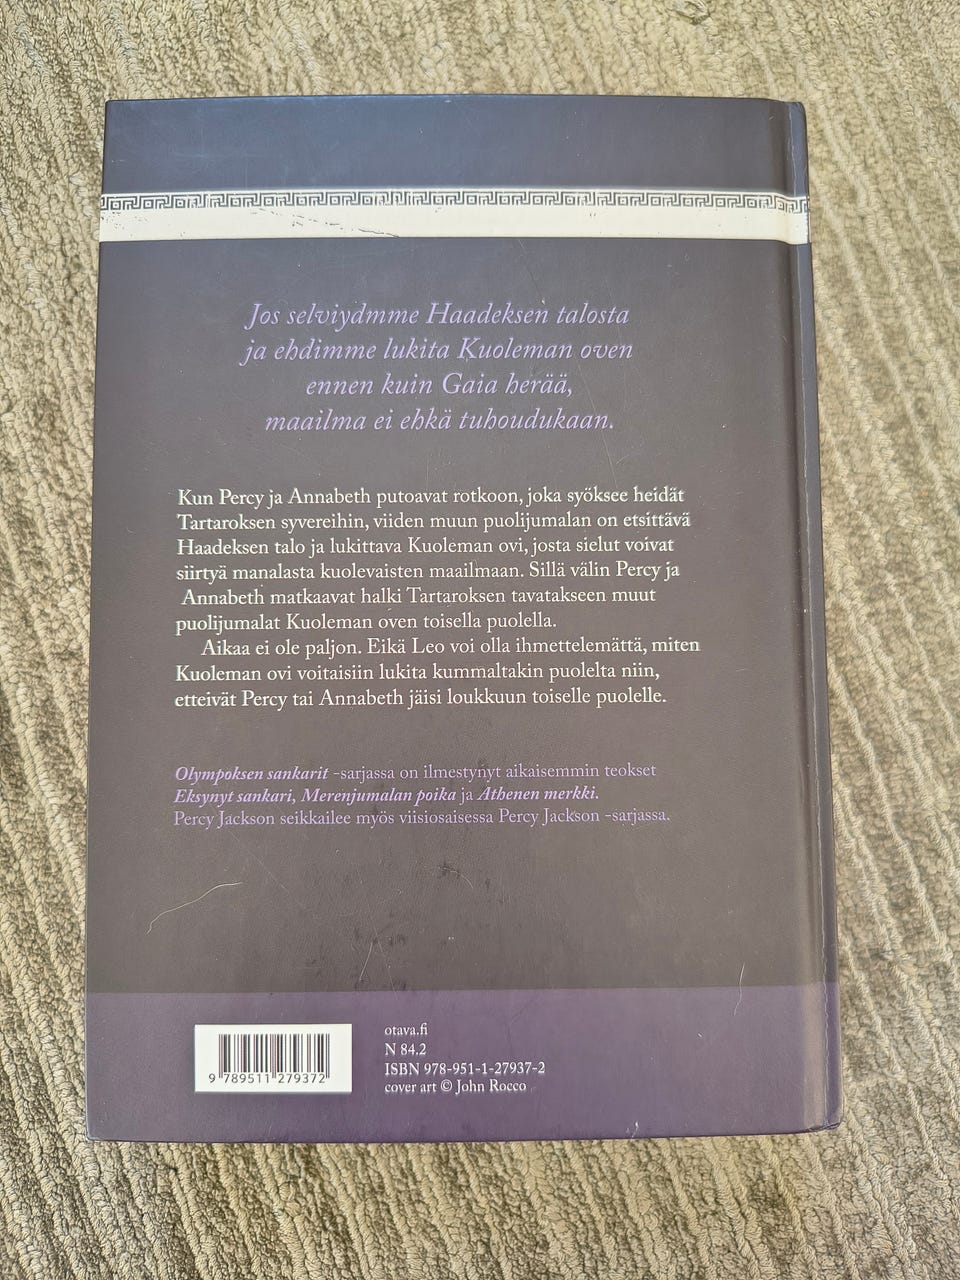 Jos selviydmme Haadeksen talosta
ja ehdimme lukita Kuoleman oven
ennen kuin Gaia herää,
maailma ei ehkä tuhoudukaan.
Kun Percy ja Annabeth putoavat rotkoon, joka syöksee heidät
Tartaroksen syvereihin, viiden muun puolijumalan on etsittävä
Haadeksen talo ja lukittava Kuoleman ovi, josta sielut voivat
siirtyä manalasta kuolevaisten maailmaan. Sillä välin Percy ja
Annabeth matkaavat halki Tartaroksen tavatakseen muut
puolijumalat Kuoleman oven toisella puolella.
Aikaa ei ole paljon. Eikä Leo voi olla ihmettelemättä, miten
Kuoleman ovi voitaisiin lukita kummaltakin puolelta niin,
etteivät Percy tai Annabeth jäisi loukkuun toiselle puolelle.
Olympoksen sankarit -sarjassa on ilmestynyt aikaisemmin teokset
Eksynyt sankari, Merenjumalan poika ja Athenen merkki.
Percy Jackson seikkailee myös viisiosaisessa Percy Jackson -sarjassa.
9 789511 279372
otava.fi
N 84.2
ISBN 978-951-1-27937-2
cover art © John Rocco